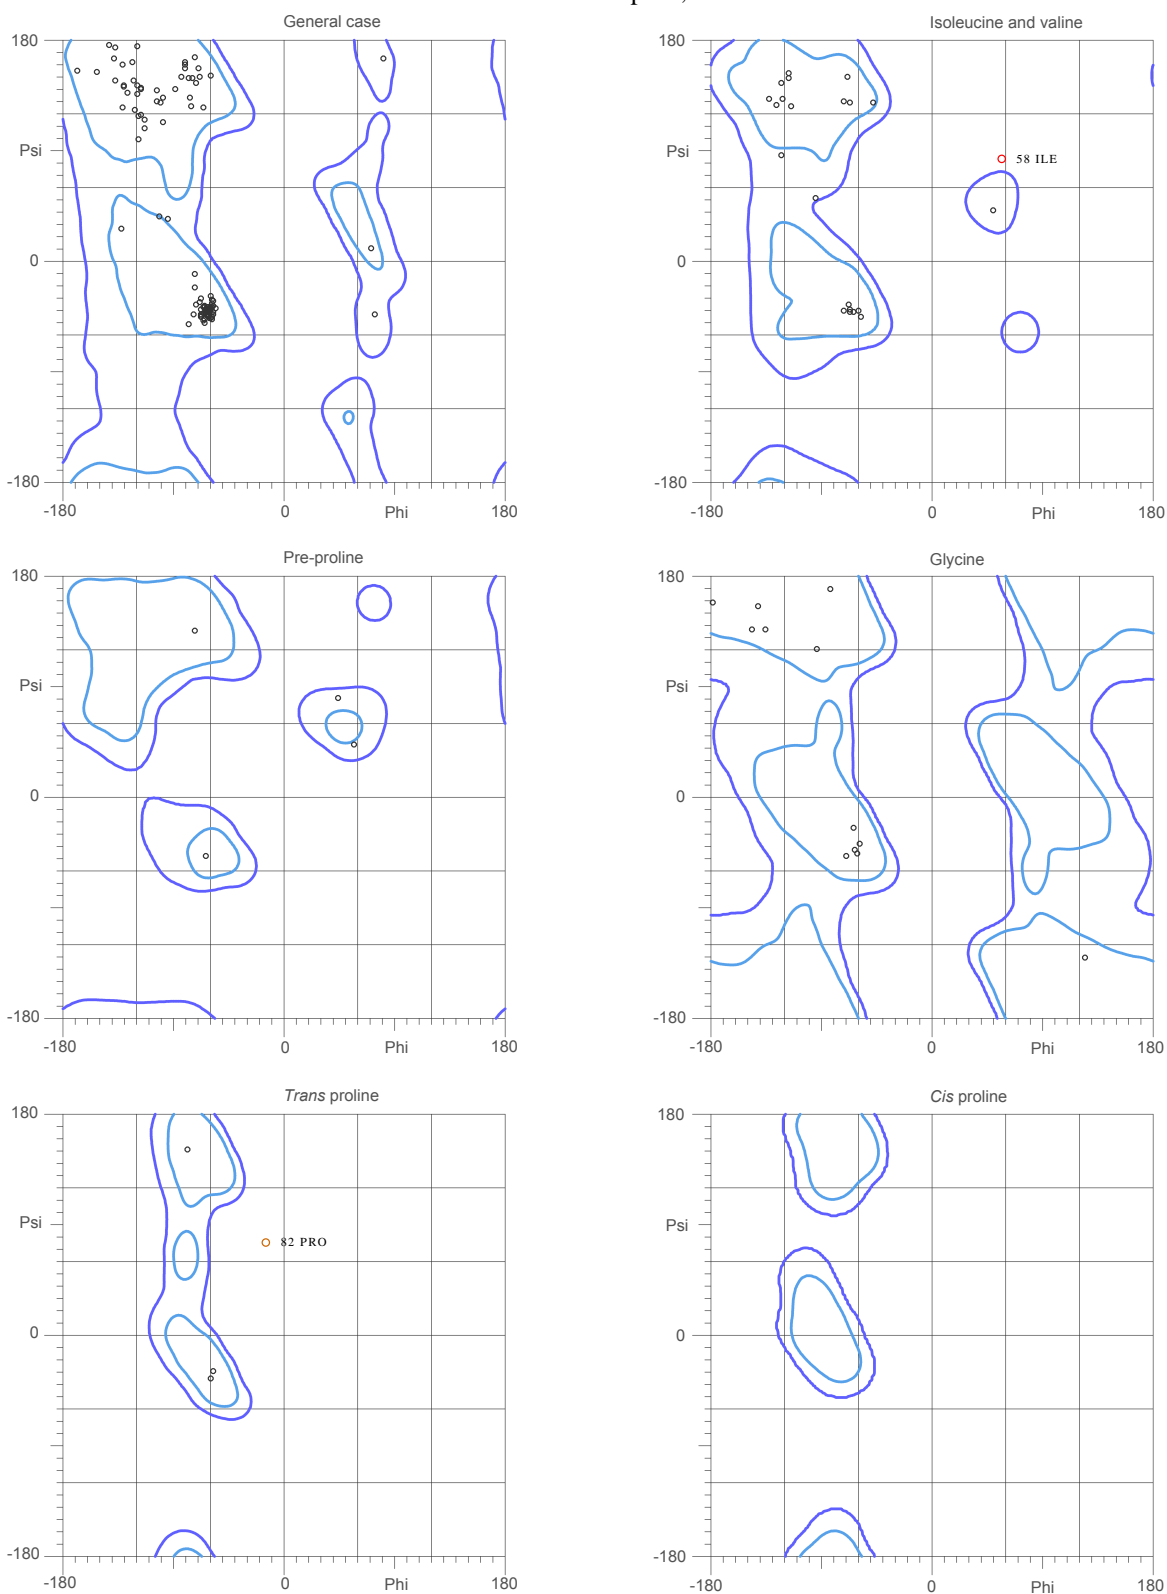 General case
180
Psi
0
-180
-180
0
Phi
180
Isoleucine and valine
180
Psi
58 ILE
0
-180
-180
0
Phi
180
Pre-proline
180
Psi
0
-180
-180
0
Phi
180
Glycine
180
Psi
0
-180
-180
0
Phi
180
Trans proline
180
Psi
82 PRO
0
-180
-180
0
Phi
180
Cis proline
180
Psi
0
-180
-180
0
Phi
180